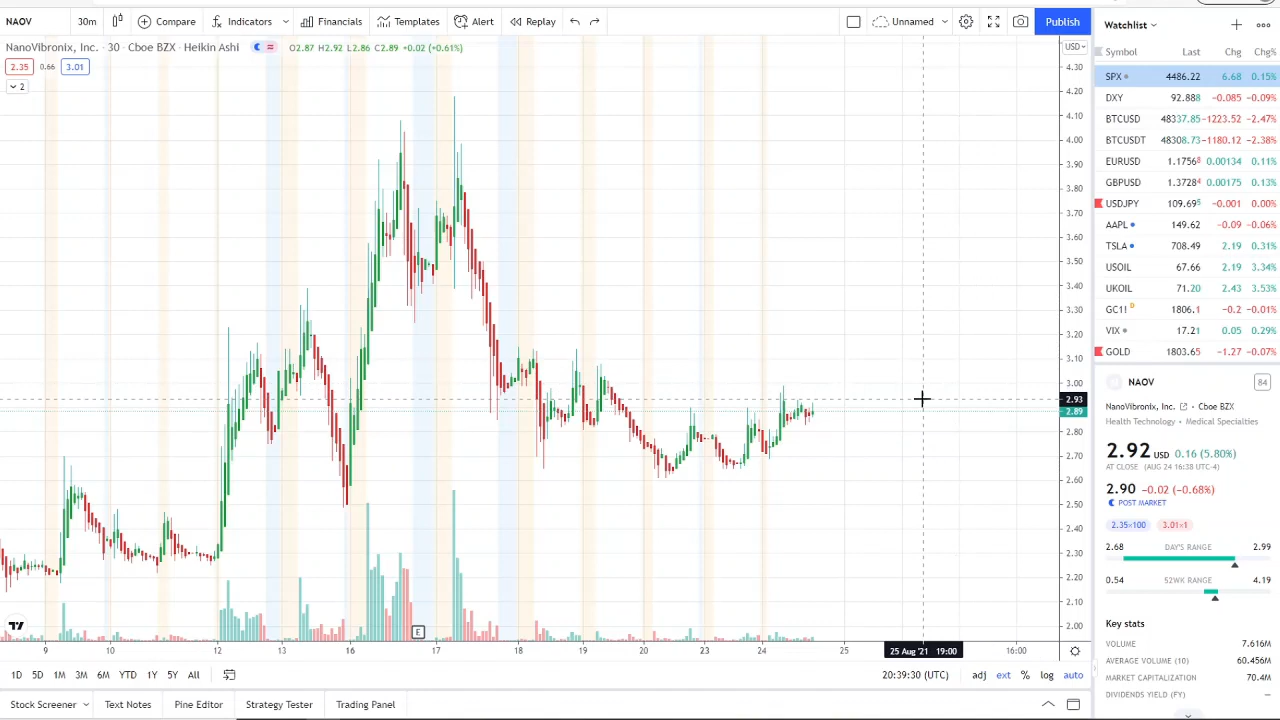 NAOV 30m Compare Indicators Financials Templates Alert Replay Unnamed Publish
NanoVibronix, Inc. · 30 · Cboe BZX · Heikin Ashi O2.87 H2.92 L2.86 C2.89 +0.02 (+0.61%)
2.35 0.66 3.01
2
USD
4.30
4.20
4.10
4.00
3.90
3.80
3.70
3.60
3.50
3.40
3.30
3.20
3.10
3.00
2.93
2.89
2.80
2.70
2.60
2.50
2.40
2.30
2.20
2.10
2.00
E
9 10 12 13 16 17 18 19 20 23 24 25 25 Aug '21 19:00 16:00
1D 5D 1M 3M 6M YTD 1Y 5Y All 20:39:30 (UTC) adj ext % log auto
Stock Screener Text Notes Pine Editor Strategy Tester Trading Panel
Watchlist
Symbol Last Chg Chg%
SPX 4486.22 6.68 0.15%
DXY 92.888 −0.085 −0.09%
BTCUSD 48337.85 −1223.52 −2.47%
BTCUSDT 48308.73 −1180.12 −2.38%
EURUSD 1.17568 0.00134 0.11%
GBPUSD 1.37284 0.00175 0.13%
USDJPY 109.695 −0.001 0.00%
AAPL 149.62 −0.09 −0.06%
TSLA 708.49 2.19 0.31%
USOIL 67.66 2.19 3.34%
UKOIL 71.20 2.43 3.53%
GC1! D 1806.1 −0.2 −0.01%
VIX 17.21 0.05 0.29%
GOLD 1803.65 −1.27 −0.07%
NAOV 84
NanoVibronix, Inc. · Cboe BZX
Health Technology · Medical Specialties
2.92 USD 0.16 (5.80%)
AT CLOSE (AUG 24 16:38 UTC-4)
2.90 −0.02 (−0.68%)
POST MARKET
2.35×100 3.01×1
2.68 DAY'S RANGE 2.99
0.54 52WK RANGE 4.19
Key stats
VOLUME 7.616M
AVERAGE VOLUME (10) 60.456M
MARKET CAPITALIZATION 70.4M
DIVIDENDS YIELD (FY) —